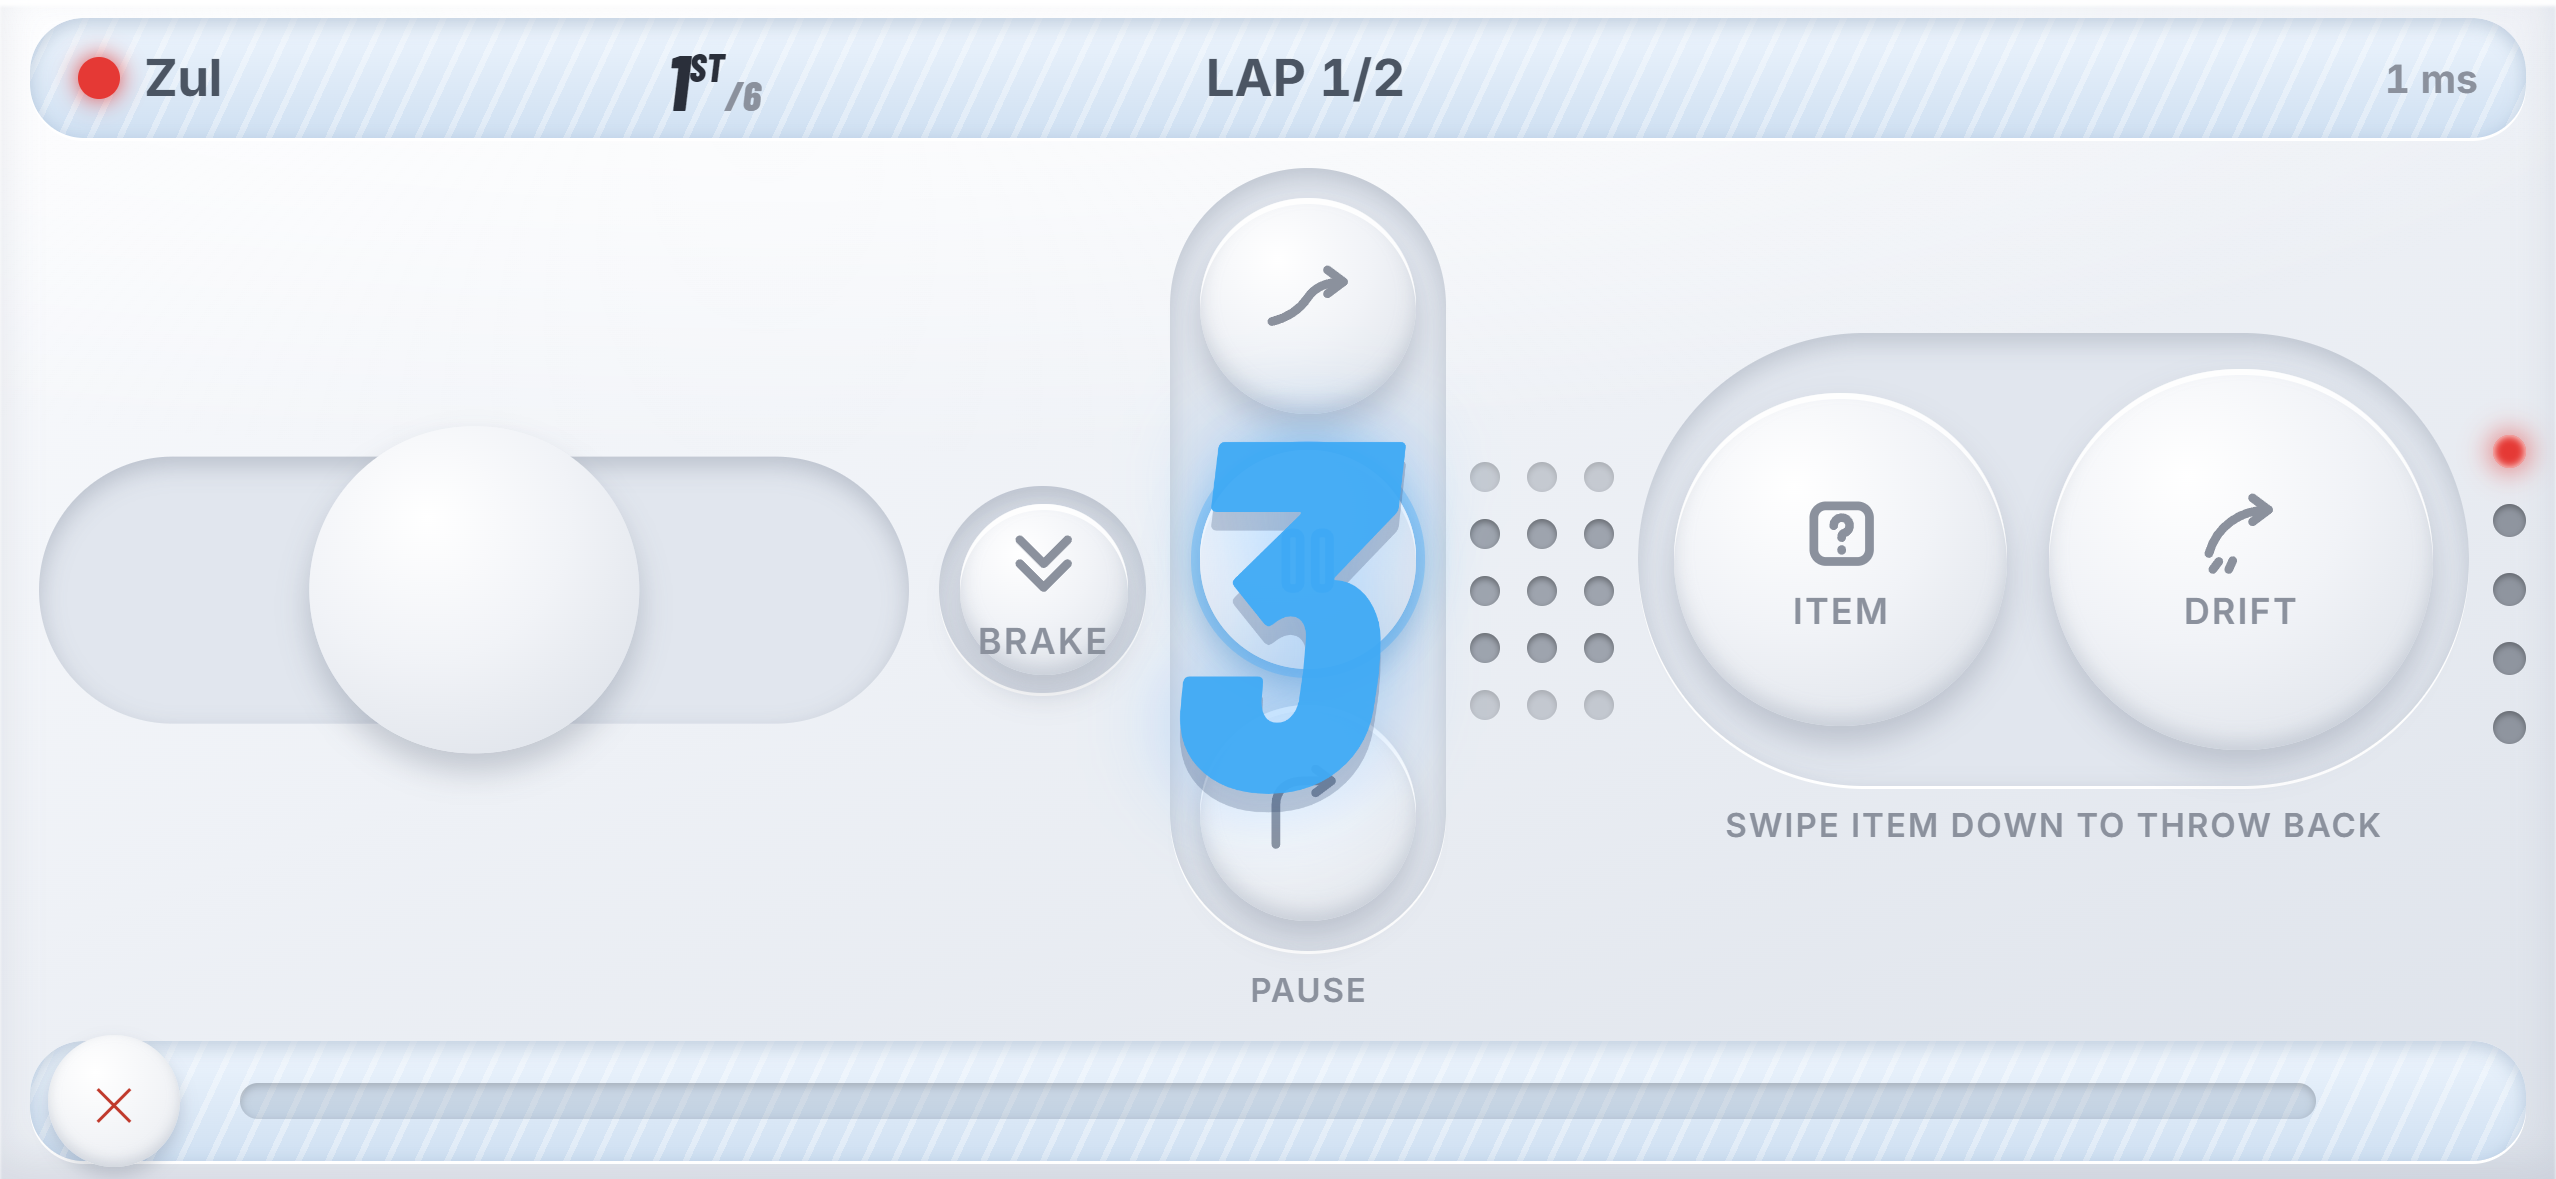 Zul
1ST/6
LAP 1/2
1 ms
3
BRAKE
?
ITEM
DRIFT
SWIPE ITEM DOWN TO THROW BACK
PAUSE